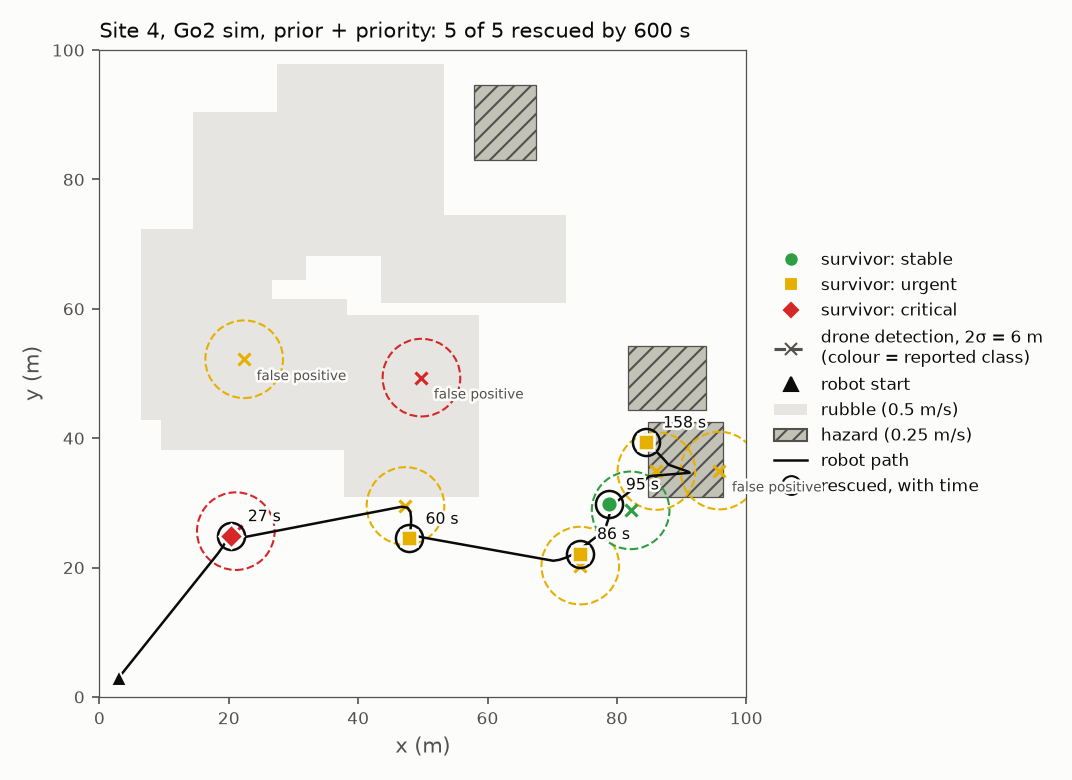 Site 4, Go2 sim, prior + priority: 5 of 5 rescued by 600 s
100
80
60
40
20
0
y (m)
0
20
40
60
80
100
x (m)
false positive
false positive
false positive
27 s
60 s
86 s
95 s
158 s
survivor: stable
survivor: urgent
survivor: critical
drone detection, 2σ = 6 m
(colour = reported class)
robot start
rubble (0.5 m/s)
hazard (0.25 m/s)
robot path
rescued, with time